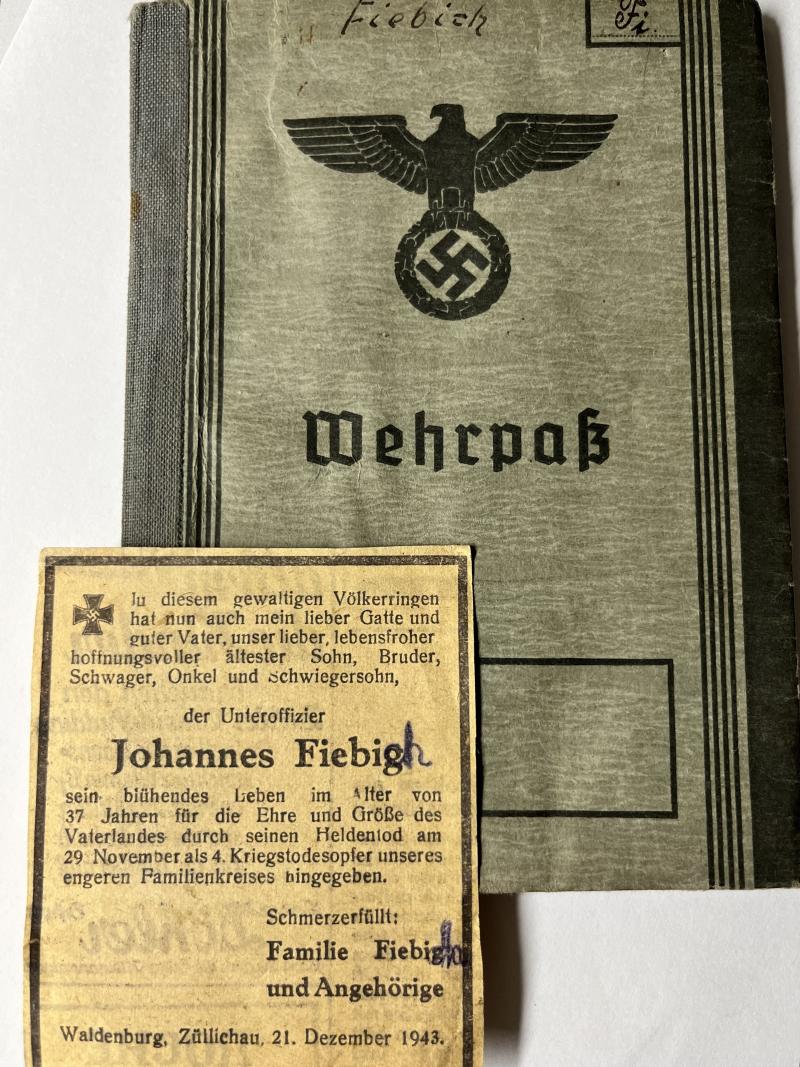 Fiebich
Fi.
Wehrpaß
In diesem gewaltigen Völkerringen
hat nun auch mein lieber Gatte und
guter Vater, unser lieber, lebensfroher
hoffnungsvoller ältester Sohn, Bruder,
Schwager, Onkel und Schwiegersohn,
der Unteroffizier
Johannes Fiebigh
sein blühendes Leben im Alter von
37 Jahren für die Ehre und Größe des
Vaterlandes durch seinen Heldentod am
29 November als 4. Kriegstodesopfer unseres
engeren Familienkreises hingegeben.
Schmerzerfüllt:
Familie Fiebich
und Angehörige
Waldenburg, Züllichau, 21. Dezember 1943.